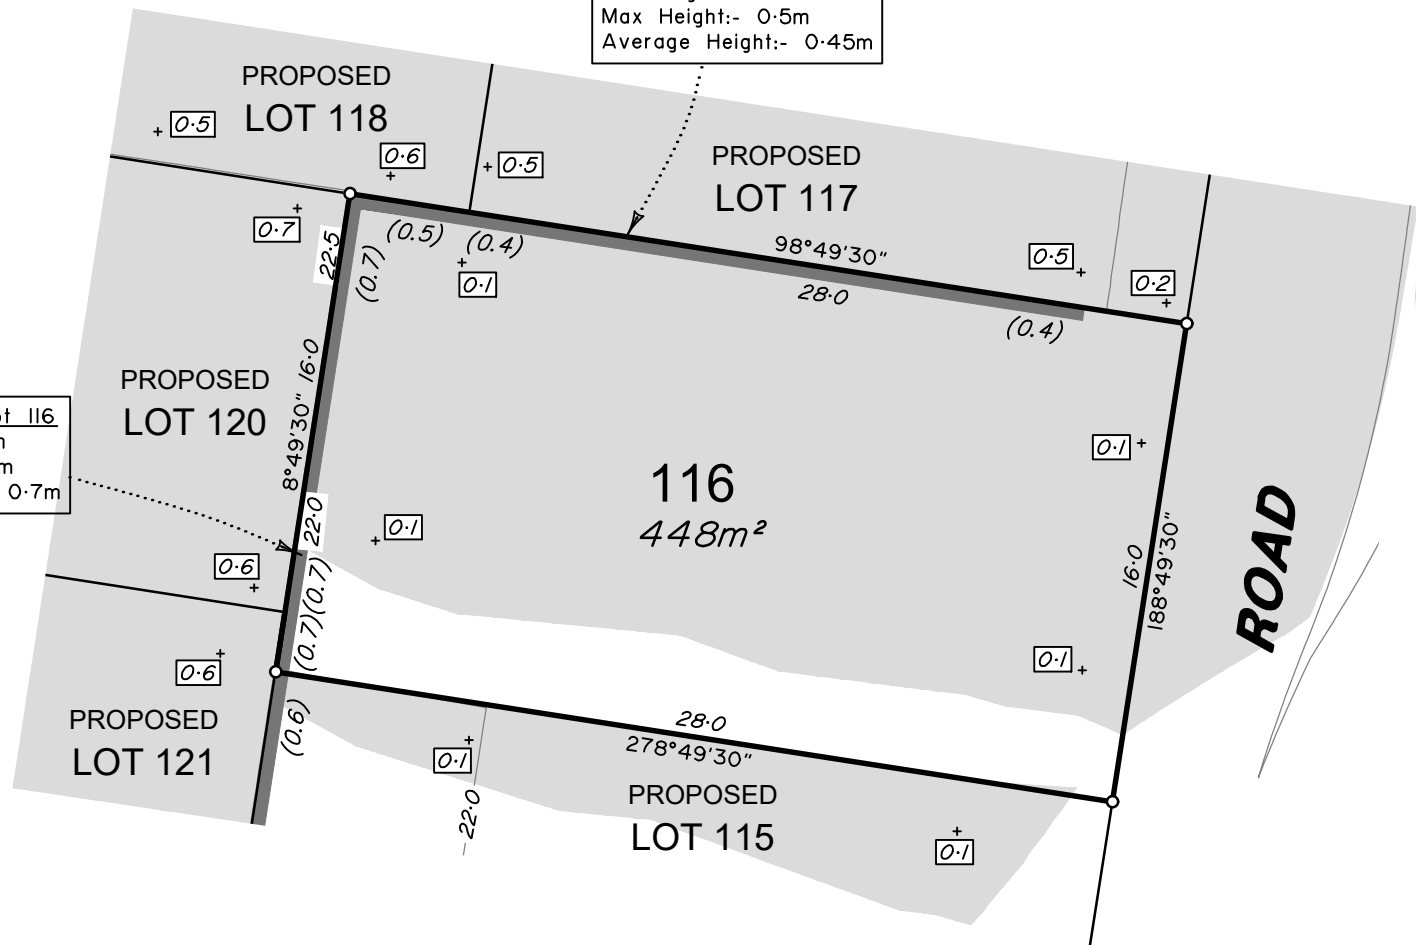 Max Height:- 0·5m
Average Height:- 0·45m
PROPOSED
LOT 118
0·5
0·6
0·5
PROPOSED
LOT 117
0·7
22·5
(0.7)
(0.5)
(0.4)
0·1
98°49'30"
28·0
0·5
0·2
(0.4)
PROPOSED
LOT 120
8°49'30" 16·0
116
0·7m
116
448m²
0·1
0·1
22·0
0·6
(0.7)
(0.7)
16·0
188°49'30"
ROAD
0·1
0·6
PROPOSED
LOT 121
(0.6)
28·0
278°49'30"
0·1
22·0
PROPOSED
LOT 115
0·1